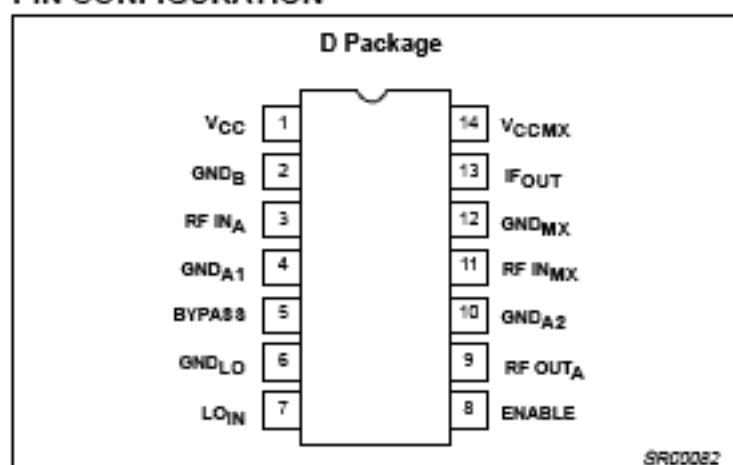 PIN CONFIGURATION
D Package
VCC 1 14 VCCMX
GNDB 2 13 IFOUT
RF INA 3 12 GNDMX
GNDA1 4 11 RF INMX
BYPASS 5 10 GNDA2
GNDLO 6 9 RF OUTA
LOIN 7 8 ENABLE
SR00082